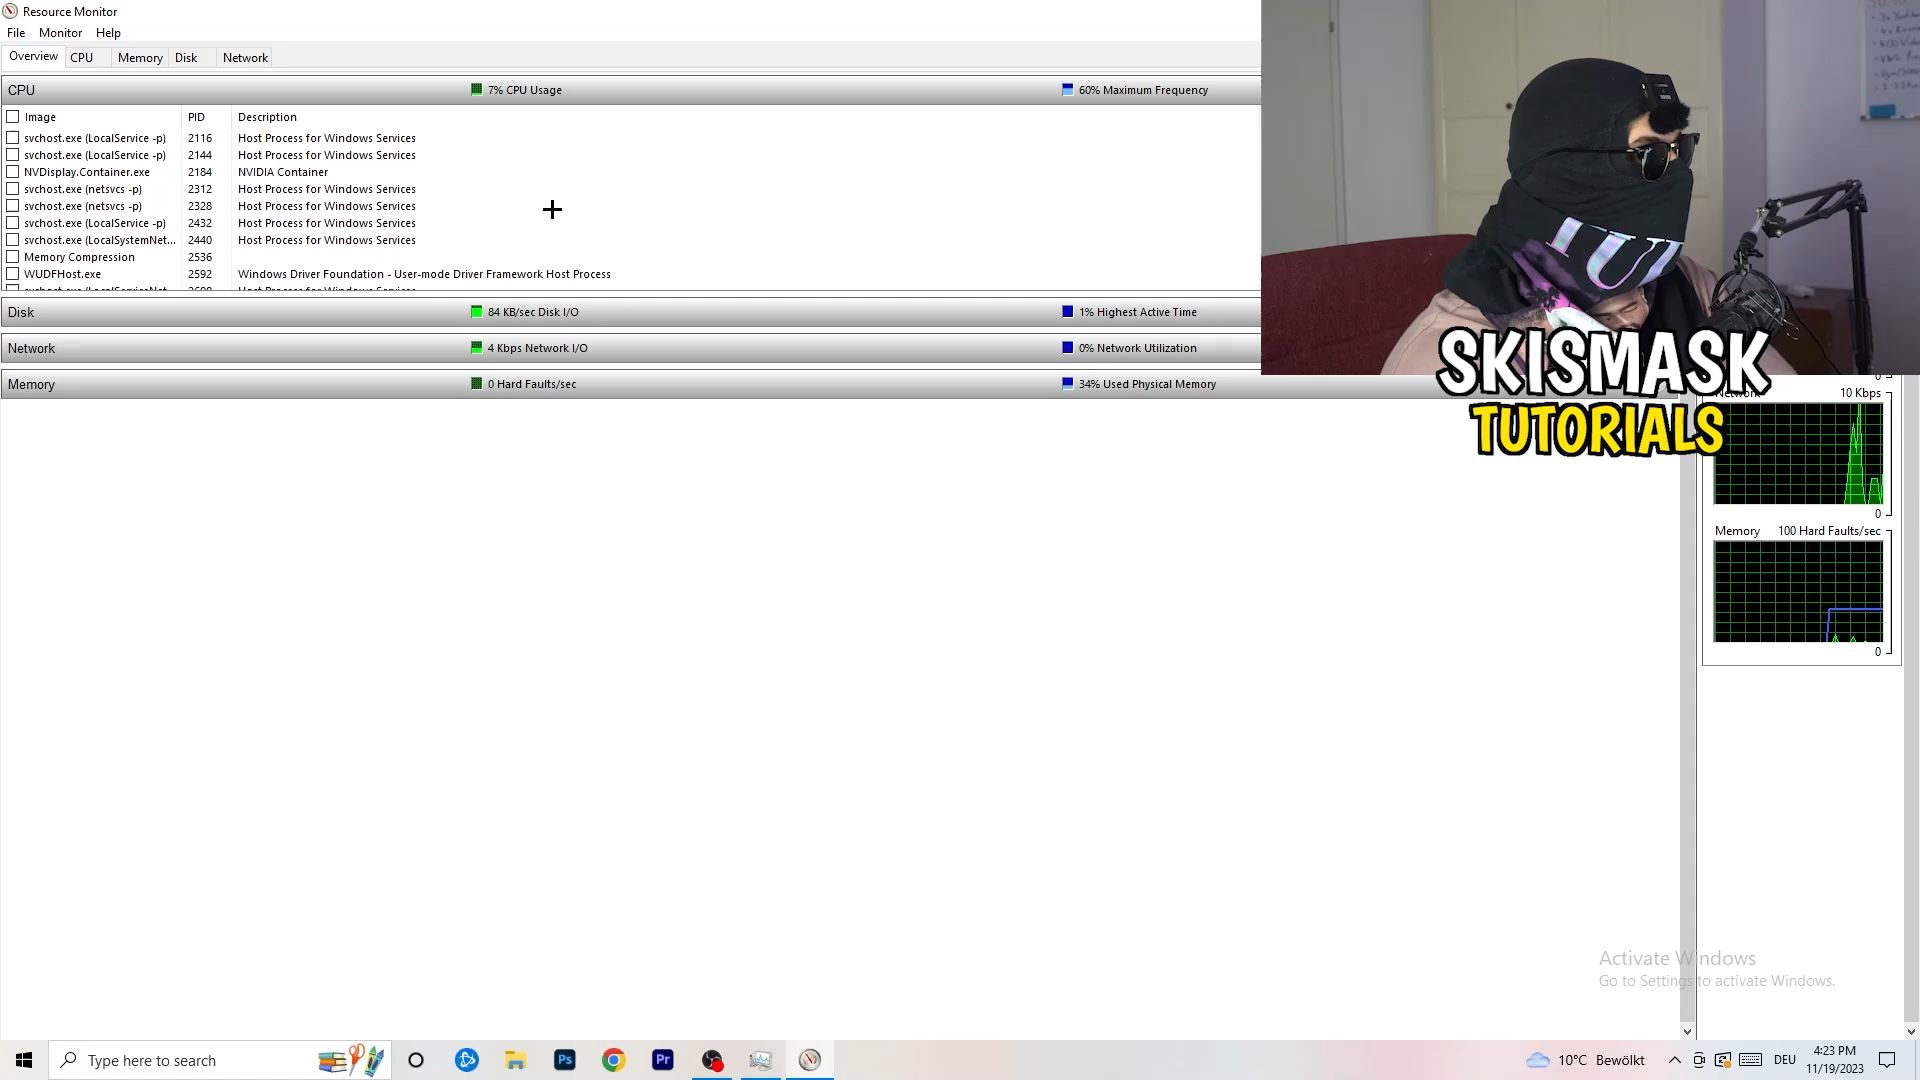 Resource Monitor
File Monitor Help
Overview CPU Memory Disk Network
CPU 7% CPU Usage 60% Maximum Frequency
Image PID Description
svchost.exe (LocalService -p) 2116 Host Process for Windows Services
svchost.exe (LocalService -p) 2144 Host Process for Windows Services
NVDisplay.Container.exe 2184 NVIDIA Container
svchost.exe (netsvcs -p) 2312 Host Process for Windows Services
svchost.exe (netsvcs -p) 2328 Host Process for Windows Services
svchost.exe (LocalService -p) 2432 Host Process for Windows Services
svchost.exe (LocalSystemNet... 2440 Host Process for Windows Services
Memory Compression 2536
WUDFHost.exe 2592 Windows Driver Foundation - User-mode Driver Framework Host Process
Disk 84 KB/sec Disk I/O 1% Highest Active Time
Network 4 Kbps Network I/O 0% Network Utilization
Memory 0 Hard Faults/sec 34% Used Physical Memory
SKISMASK
TUTORIALS
Network 10 Kbps
0
Memory 100 Hard Faults/sec
0
Activate Windows
Go to Settings to activate Windows.
Type here to search
Ps
Pr
10°C Bewölkt
DEU
4:23 PM
11/19/2023